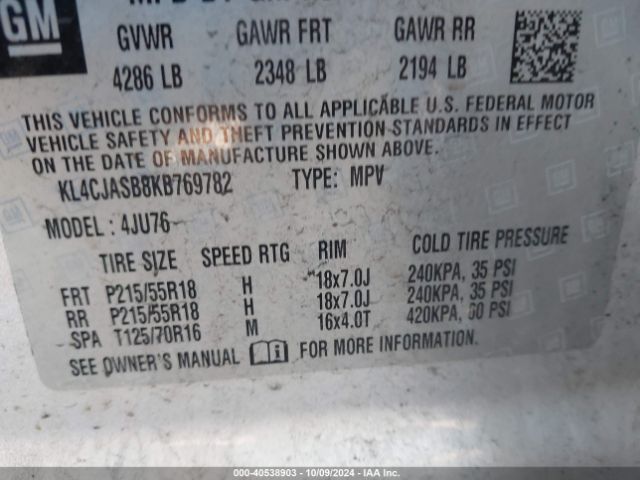 GM
GVWR GAWR FRT GAWR RR
4286 LB 2348 LB 2194 LB
THIS VEHICLE CONFORMS TO ALL APPLICABLE U.S. FEDERAL MOTOR
VEHICLE SAFETY AND THEFT PREVENTION STANDARDS IN EFFECT
ON THE DATE OF MANUFACTURE SHOWN ABOVE.
KL4CJASB8KB769782 TYPE: MPV
MODEL: 4JU76
TIRE SIZE SPEED RTG RIM COLD TIRE PRESSURE
FRT P215/55R18 H 18x7.0J 240KPA, 35 PSI
RR P215/55R18 H 18x7.0J 240KPA, 35 PSI
SPA T125/70R16 M 16x4.0T 420KPA, 60 PSI
SEE OWNER'S MANUAL FOR MORE INFORMATION.
000-40538903 - 10/09/2024 - IAA Inc.